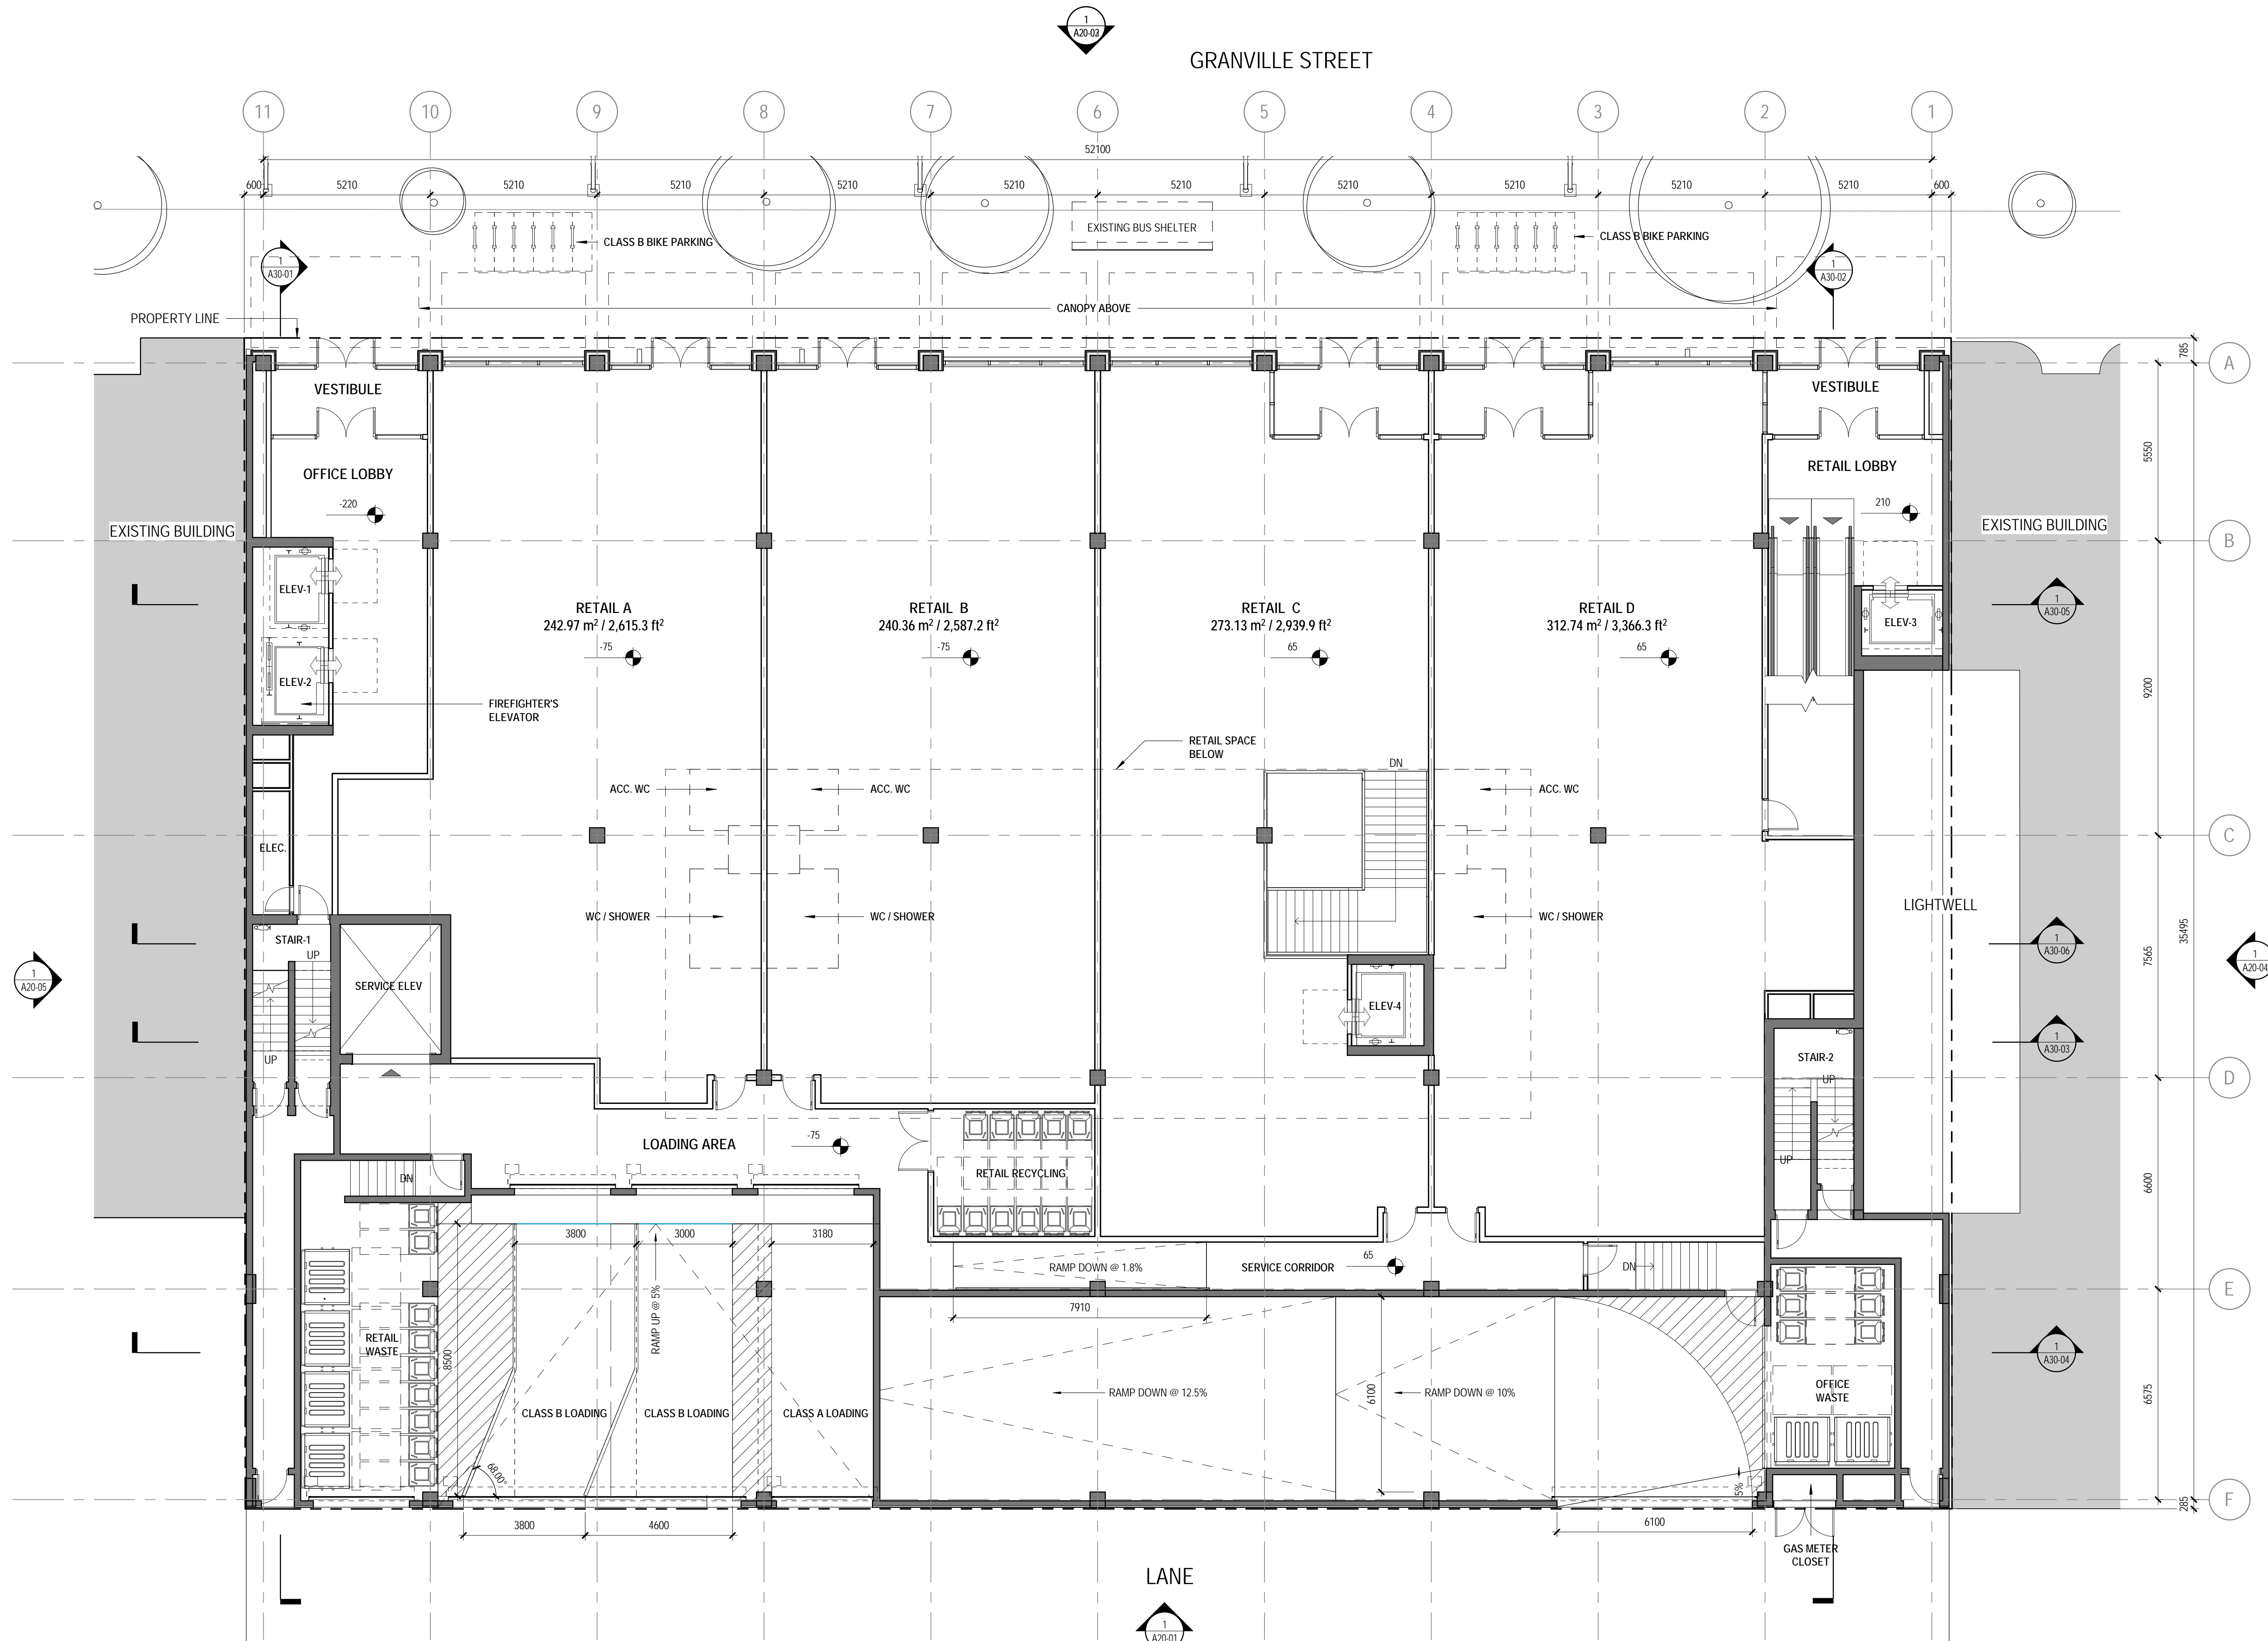 1
A20-03
GRANVILLE STREET
11
10
9
8
7
6
5
4
3
2
1
52100
600
5210
5210
5210
5210
5210
5210
5210
5210
5210
5210
600
CLASS B BIKE PARKING
EXISTING BUS SHELTER
CLASS B BIKE PARKING
1
A30-01
1
A30-02
CANOPY ABOVE
PROPERTY LINE
785
A
VESTIBULE
VESTIBULE
5550
OFFICE LOBBY
-220
RETAIL LOBBY
210
EXISTING BUILDING
EXISTING BUILDING
B
ELEV-1
ELEV-2
FIREFIGHTER'S
ELEVATOR
RETAIL A
242.97 m² / 2,615.3 ft²
-75
RETAIL B
240.36 m² / 2,587.2 ft²
-75
RETAIL C
273.13 m² / 2,939.9 ft²
65
RETAIL D
312.74 m² / 3,366.3 ft²
65
ELEV-3
1
A30-05
9200
RETAIL SPACE
BELOW
DN
ACC. WC
ACC. WC
ACC. WC
C
ELEC.
WC / SHOWER
WC / SHOWER
WC / SHOWER
LIGHTWELL
STAIR-1
UP
UP
SERVICE ELEV
1
A20-05
ELEV-4
1
A30-06
7565
35495
1
A20-04
STAIR-2
UP
UP
1
A30-03
D
LOADING AREA
-75
DN
RETAIL RECYCLING
6600
3800
3000
3180
RAMP DOWN @ 1.8%
SERVICE CORRIDOR
65
DN
7910
E
RETAIL
WASTE
8500
RAMP UP @ 5%
6100
RAMP DOWN @ 12.5%
RAMP DOWN @ 10%
OFFICE
WASTE
1
A30-04
6575
CLASS B LOADING
CLASS B LOADING
CLASS A LOADING
68.00°
5%
F
285
3800
4600
6100
GAS METER
CLOSET
LANE
1
A20-01